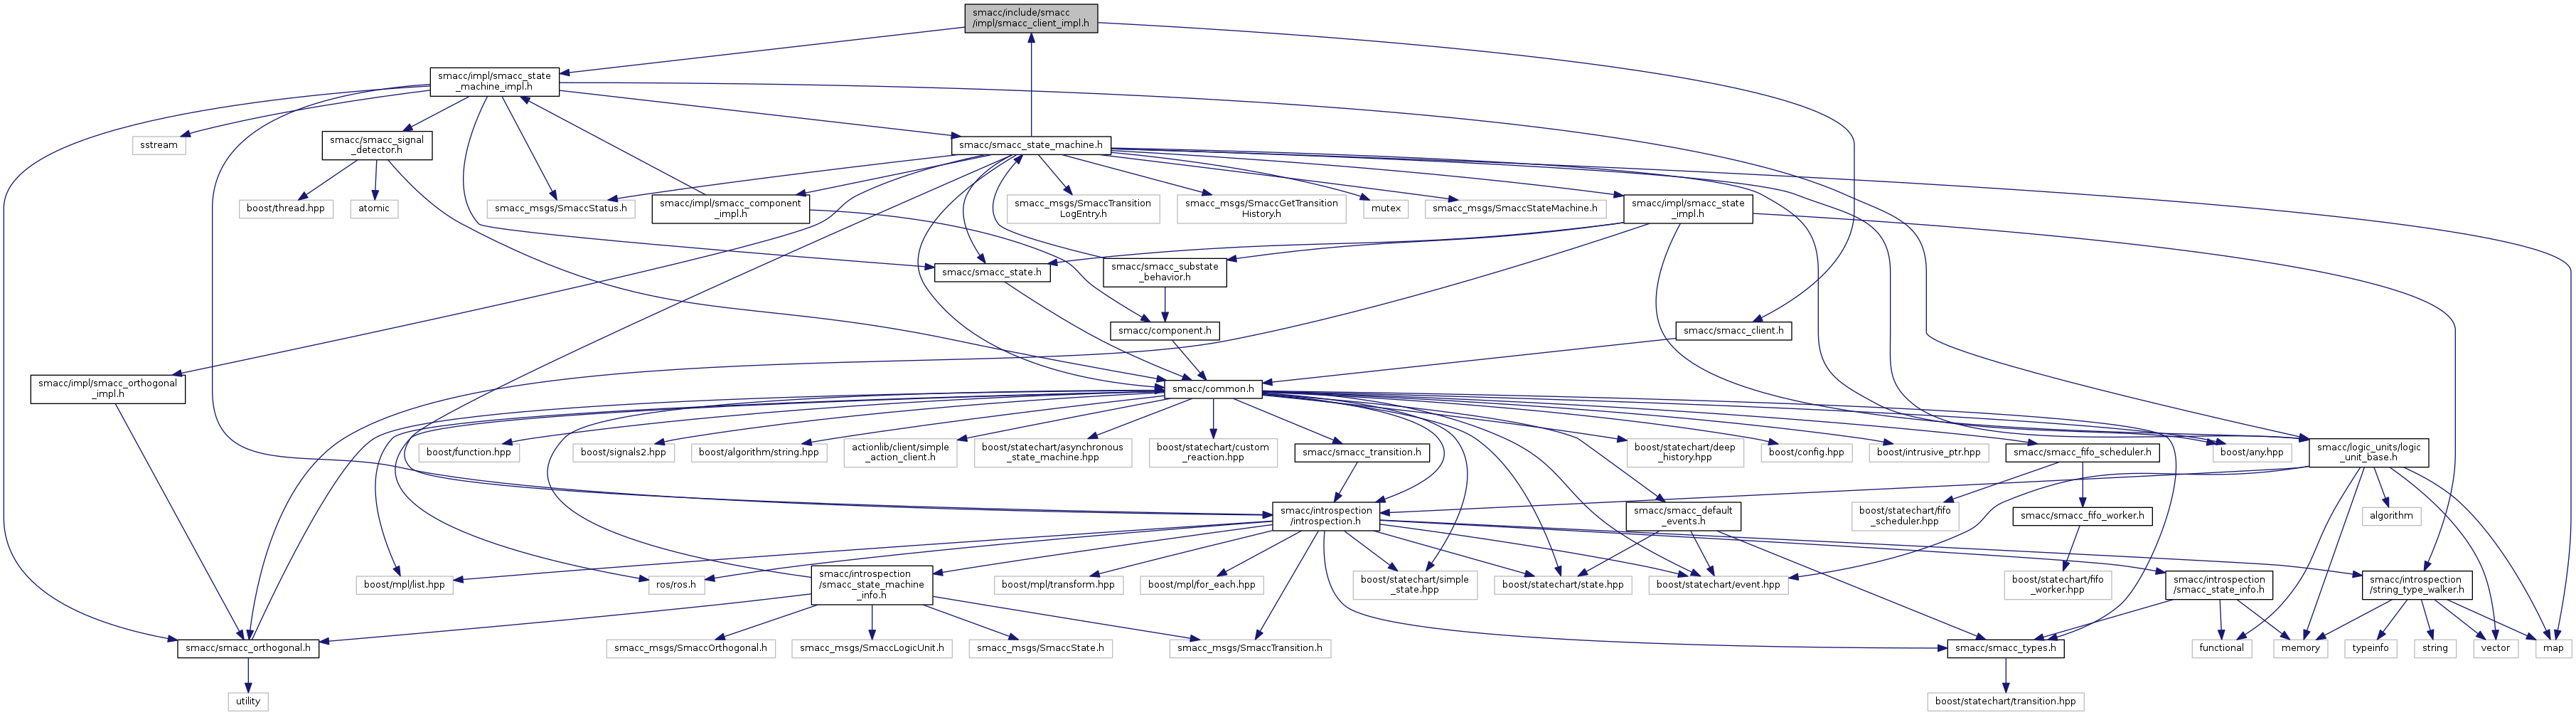 smacc/include/smacc
/impl/smacc_client_impl.h
smacc/impl/smacc_state
_machine_impl.h
sstream
smacc/smacc_signal
_detector.h
smacc/smacc_state_machine.h
boost/thread.hpp
atomic
smacc_msgs/SmaccStatus.h
smacc/impl/smacc_component
_impl.h
smacc_msgs/SmaccTransition
LogEntry.h
smacc_msgs/SmaccGetTransition
History.h
mutex
smacc_msgs/SmaccStateMachine.h
smacc/impl/smacc_state
_impl.h
smacc/smacc_state.h
smacc/smacc_substate
_behavior.h
smacc/component.h
smacc/smacc_client.h
smacc/impl/smacc_orthogonal
_impl.h
smacc/common.h
boost/function.hpp
boost/signals2.hpp
boost/algorithm/string.hpp
actionlib/client/simple
_action_client.h
boost/statechart/asynchronous
_state_machine.hpp
boost/statechart/custom
_reaction.hpp
smacc/smacc_transition.h
boost/statechart/deep
_history.hpp
boost/config.hpp
boost/intrusive_ptr.hpp
smacc/smacc_fifo_scheduler.h
boost/any.hpp
smacc/logic_units/logic
_unit_base.h
smacc/introspection
/introspection.h
smacc/smacc_default
_events.h
boost/statechart/fifo
_scheduler.hpp
smacc/smacc_fifo_worker.h
algorithm
boost/mpl/list.hpp
ros/ros.h
smacc/introspection
/smacc_state_machine
_info.h
boost/mpl/transform.hpp
boost/mpl/for_each.hpp
boost/statechart/simple
_state.hpp
boost/statechart/state.hpp
boost/statechart/event.hpp
boost/statechart/fifo
_worker.hpp
smacc/introspection
/smacc_state_info.h
smacc/introspection
/string_type_walker.h
smacc/smacc_orthogonal.h
smacc_msgs/SmaccOrthogonal.h
smacc_msgs/SmaccLogicUnit.h
smacc_msgs/SmaccState.h
smacc_msgs/SmaccTransition.h
smacc/smacc_types.h
functional
memory
typeinfo
string
vector
map
utility
boost/statechart/transition.hpp